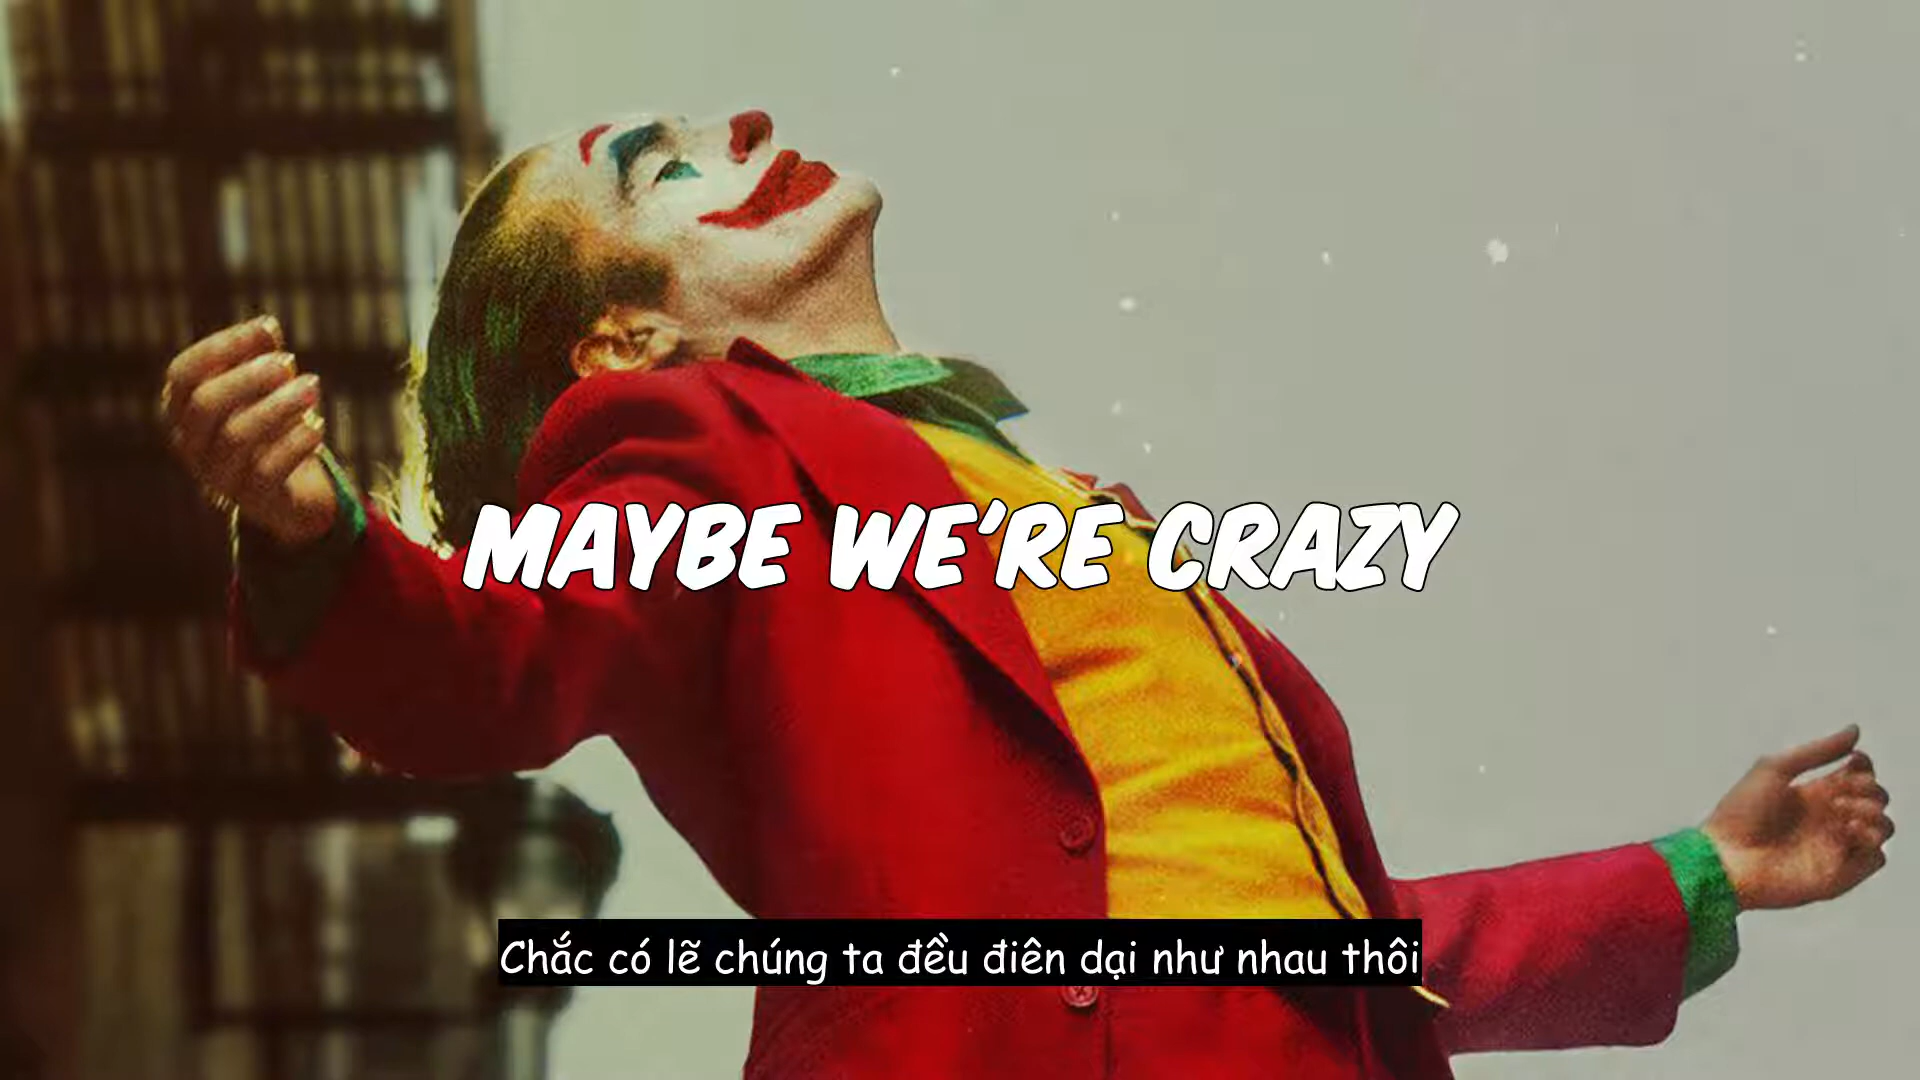 MAYBE WE'RE CRAZY
Chắc có lẽ chúng ta đều điên dại như nhau thôi